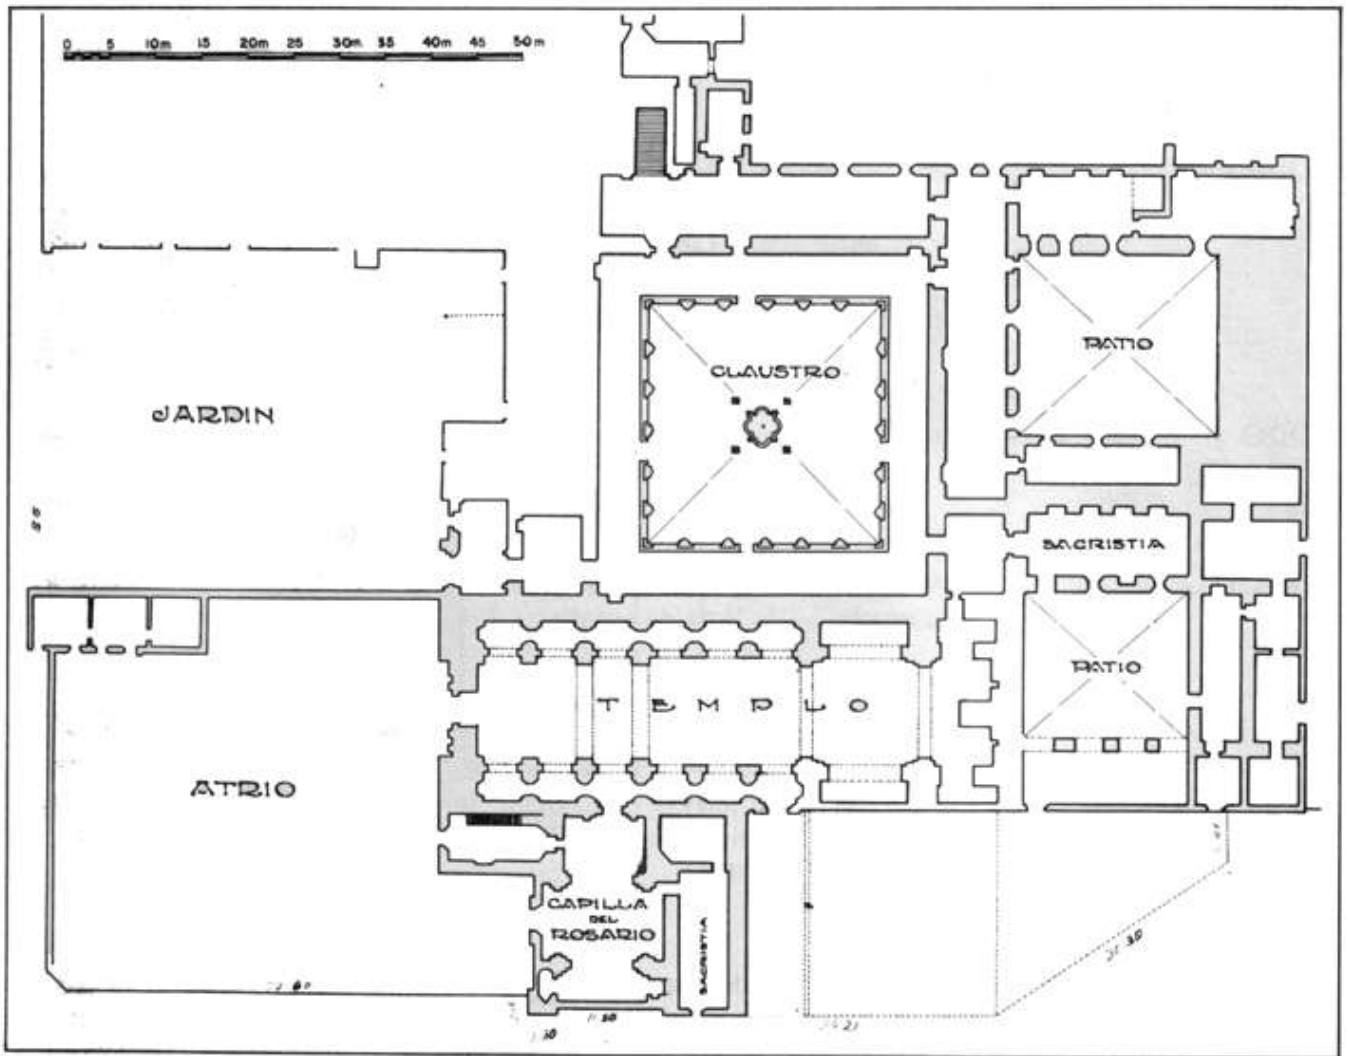 0 5 10m 15 20m 25 30m 35 40m 45 50m
CLAUSTRO
PATIO
JARDIN
SACRISTIA
PATIO
TEMPLO
ATRIO
CAPILLA
DEL
ROSARIO
SACRISTIA